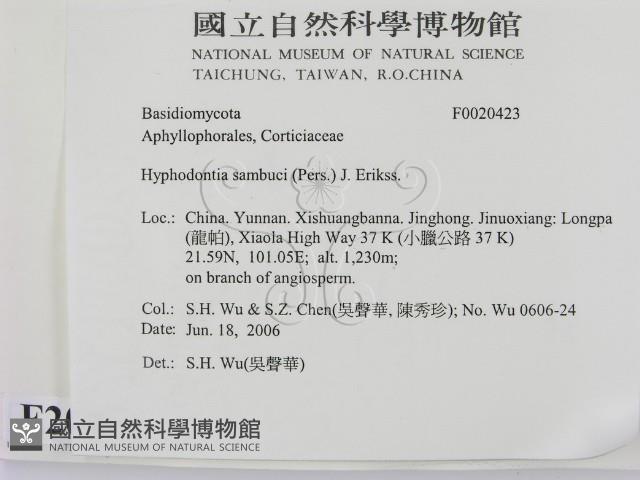 國立自然科學博物館
NATIONAL MUSEUM OF NATURAL SCIENCE
TAICHUNG, TAIWAN, R.O.CHINA
Basidiomycota F0020423
Aphyllophorales, Corticiaceae
Hyphodontia sambuci (Pers.) J. Erikss.
Loc.: China. Yunnan. Xishuangbanna. Jinghong. Jinuoxiang: Longpa
(龍帕), Xiaola High Way 37 K (小臘公路 37 K)
21.59N, 101.05E; alt. 1,230m;
on branch of angiosperm.
Col.: S.H. Wu & S.Z. Chen(吳聲華, 陳秀珍); No. Wu 0606-24
Date: Jun. 18, 2006
Det.: S.H. Wu(吳聲華)
國立自然科學博物館
NATIONAL MUSEUM OF NATURAL SCIENCE